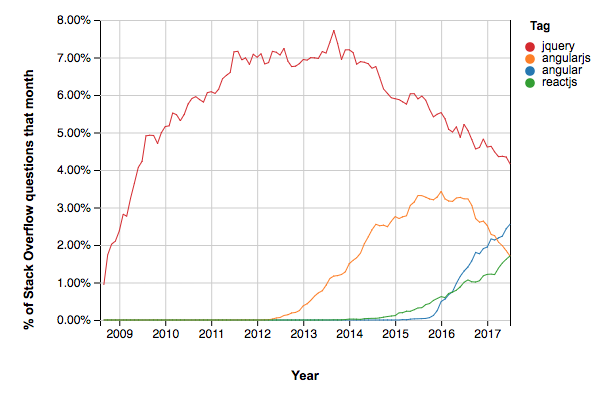 8.00%
7.00%
6.00%
5.00%
4.00%
3.00%
2.00%
1.00%
0.00%
% of Stack Overflow questions that month
2009 2010 2011 2012 2013 2014 2015 2016 2017
Year
Tag
jquery
angularjs
angular
reactjs